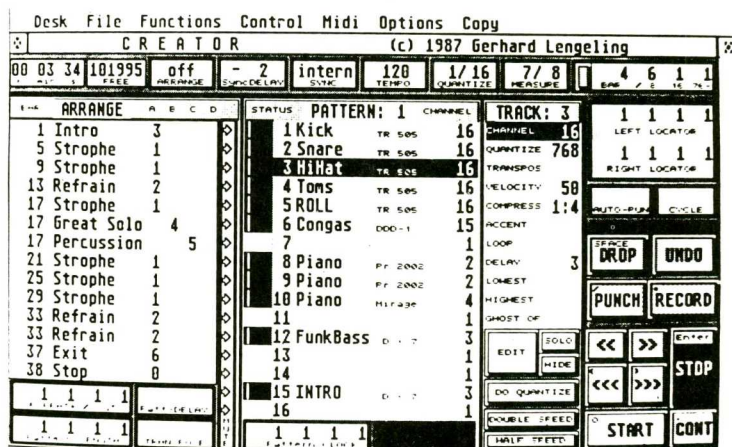 Desk File Functions Control Midi Options Copy
CREATOR (c) 1987 Gerhard Lengeling
00 03 34 101995 off - 2 intern 120 1/16 7/ 8 4 6 1 1
FREE ARRANGE SyncDELAY SYNC TEMPO QUANTIZE MEASURE BAR
ARRANGE A B C D
1 Intro 3
5 Strophe 1
9 Strophe 1
13 Refrain 2
17 Strophe 1
17 Great Solo 4
17 Percussion 5
21 Strophe 1
25 Strophe 1
29 Strophe 1
33 Refrain 2
33 Refrain 2
37 Exit 6
38 Stop 0
1 1 1 1
1 1 1 1
STATUS PATTERN: 1 CHANNEL
1 Kick TR 505 16
2 Snare TR 505 16
3 HiHat TR 505 16
4 Toms TR 505 16
5 ROLL TR 505 16
6 Congas DDD-1 15
7 1
8 Piano Pr 2002 2
9 Piano Pr 2002 2
10 Piano Mirage 4
11 1
12 FunkBass 3
13 1
14 1
15 INTRO 3
16 1
1 1 1 1
TRACK: 3
CHANNEL 16
QUANTIZE 768
TRANSPOS
VELOCITY 50
COMPRESS 1:4
ACCENT
LOOP
DELAY 3
LOWEST
HIGHEST
GHOST OF
EDIT SOLO
HIDE
DO QUANTIZE
DOUBLE SPEED
HALF SPEED
1 1 1 1
LEFT LOCATOR
1 1 1 1
RIGHT LOCATOR
AUTO-PUN CYCLE
SPACE
DROP UNDO
PUNCH RECORD
<< >> Enter
<<< >>> STOP
START CONT